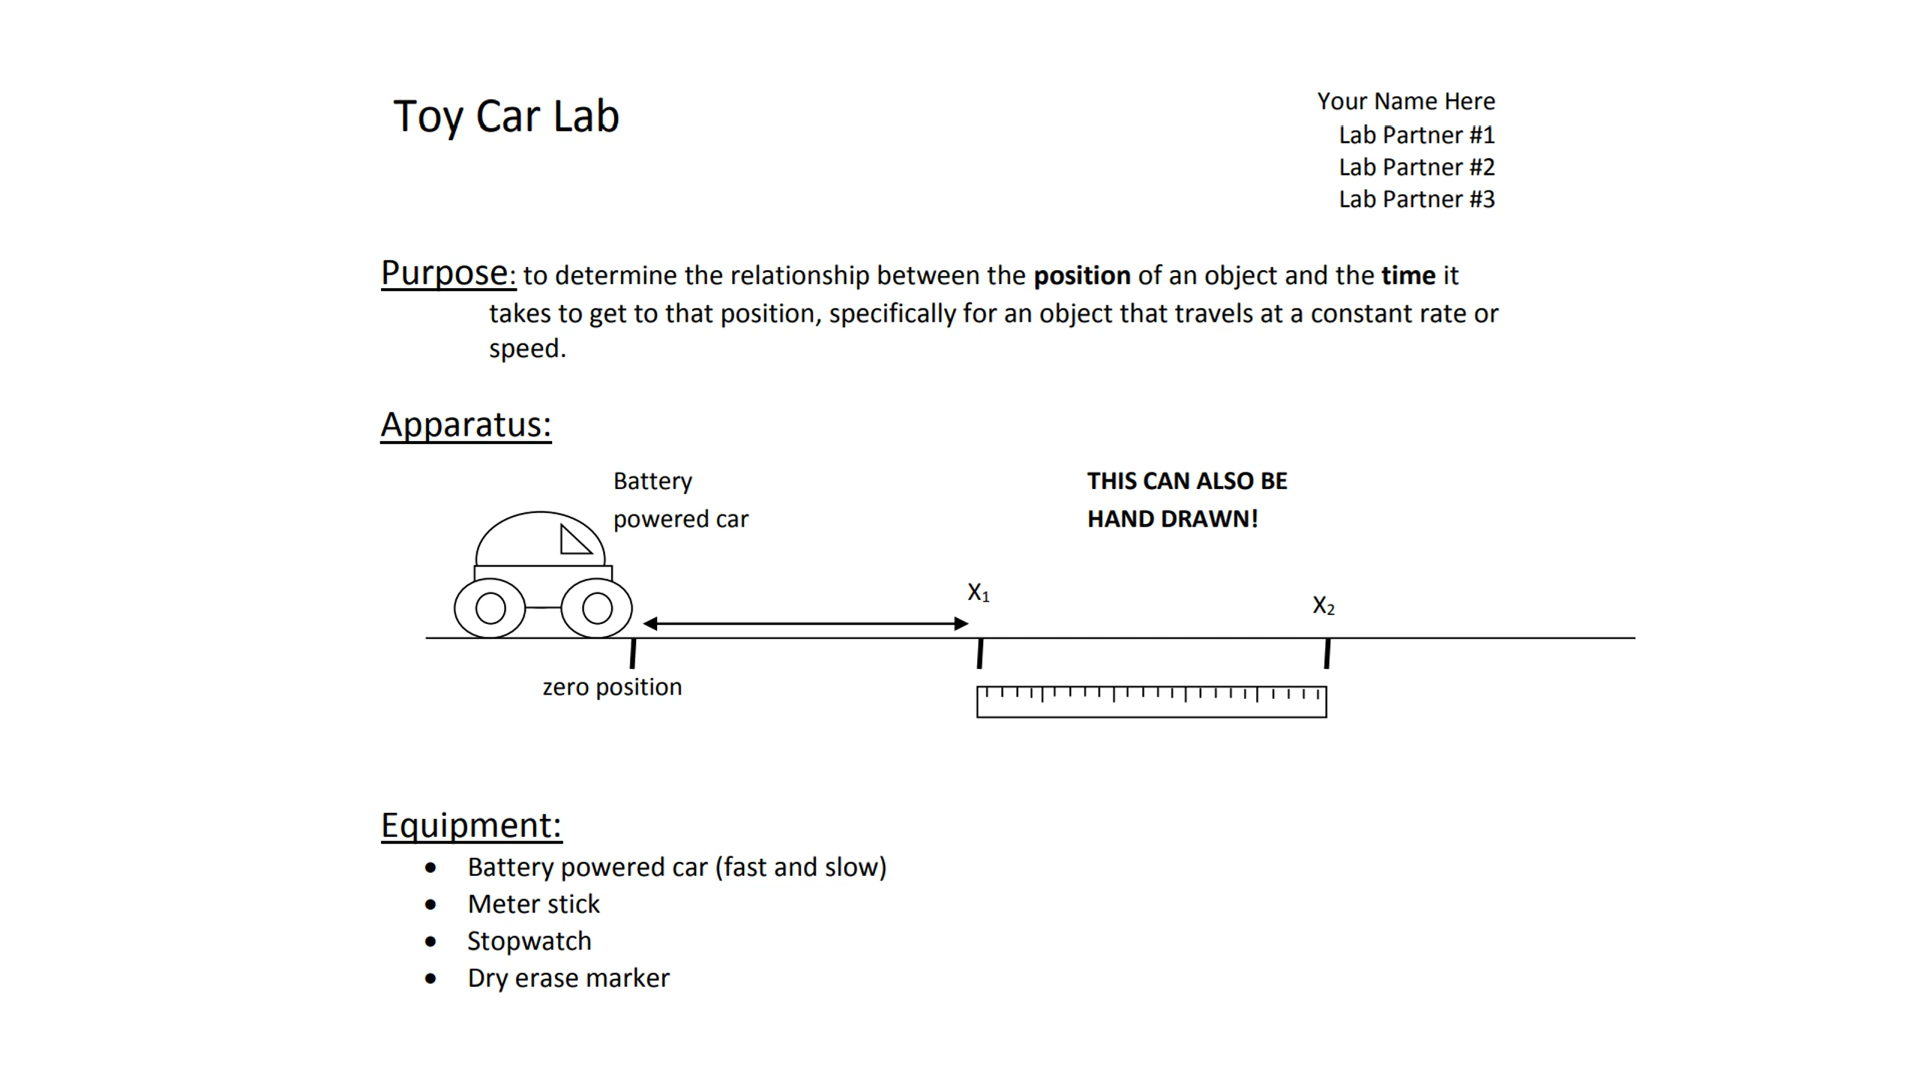 Toy Car Lab
Your Name Here
Lab Partner #1
Lab Partner #2
Lab Partner #3
Purpose: to determine the relationship between the position of an object and the time it
takes to get to that position, specifically for an object that travels at a constant rate or
speed.
Apparatus:
Battery
powered car
THIS CAN ALSO BE
HAND DRAWN!
X₁
X₂
zero position
Equipment:
• Battery powered car (fast and slow)
• Meter stick
• Stopwatch
• Dry erase marker